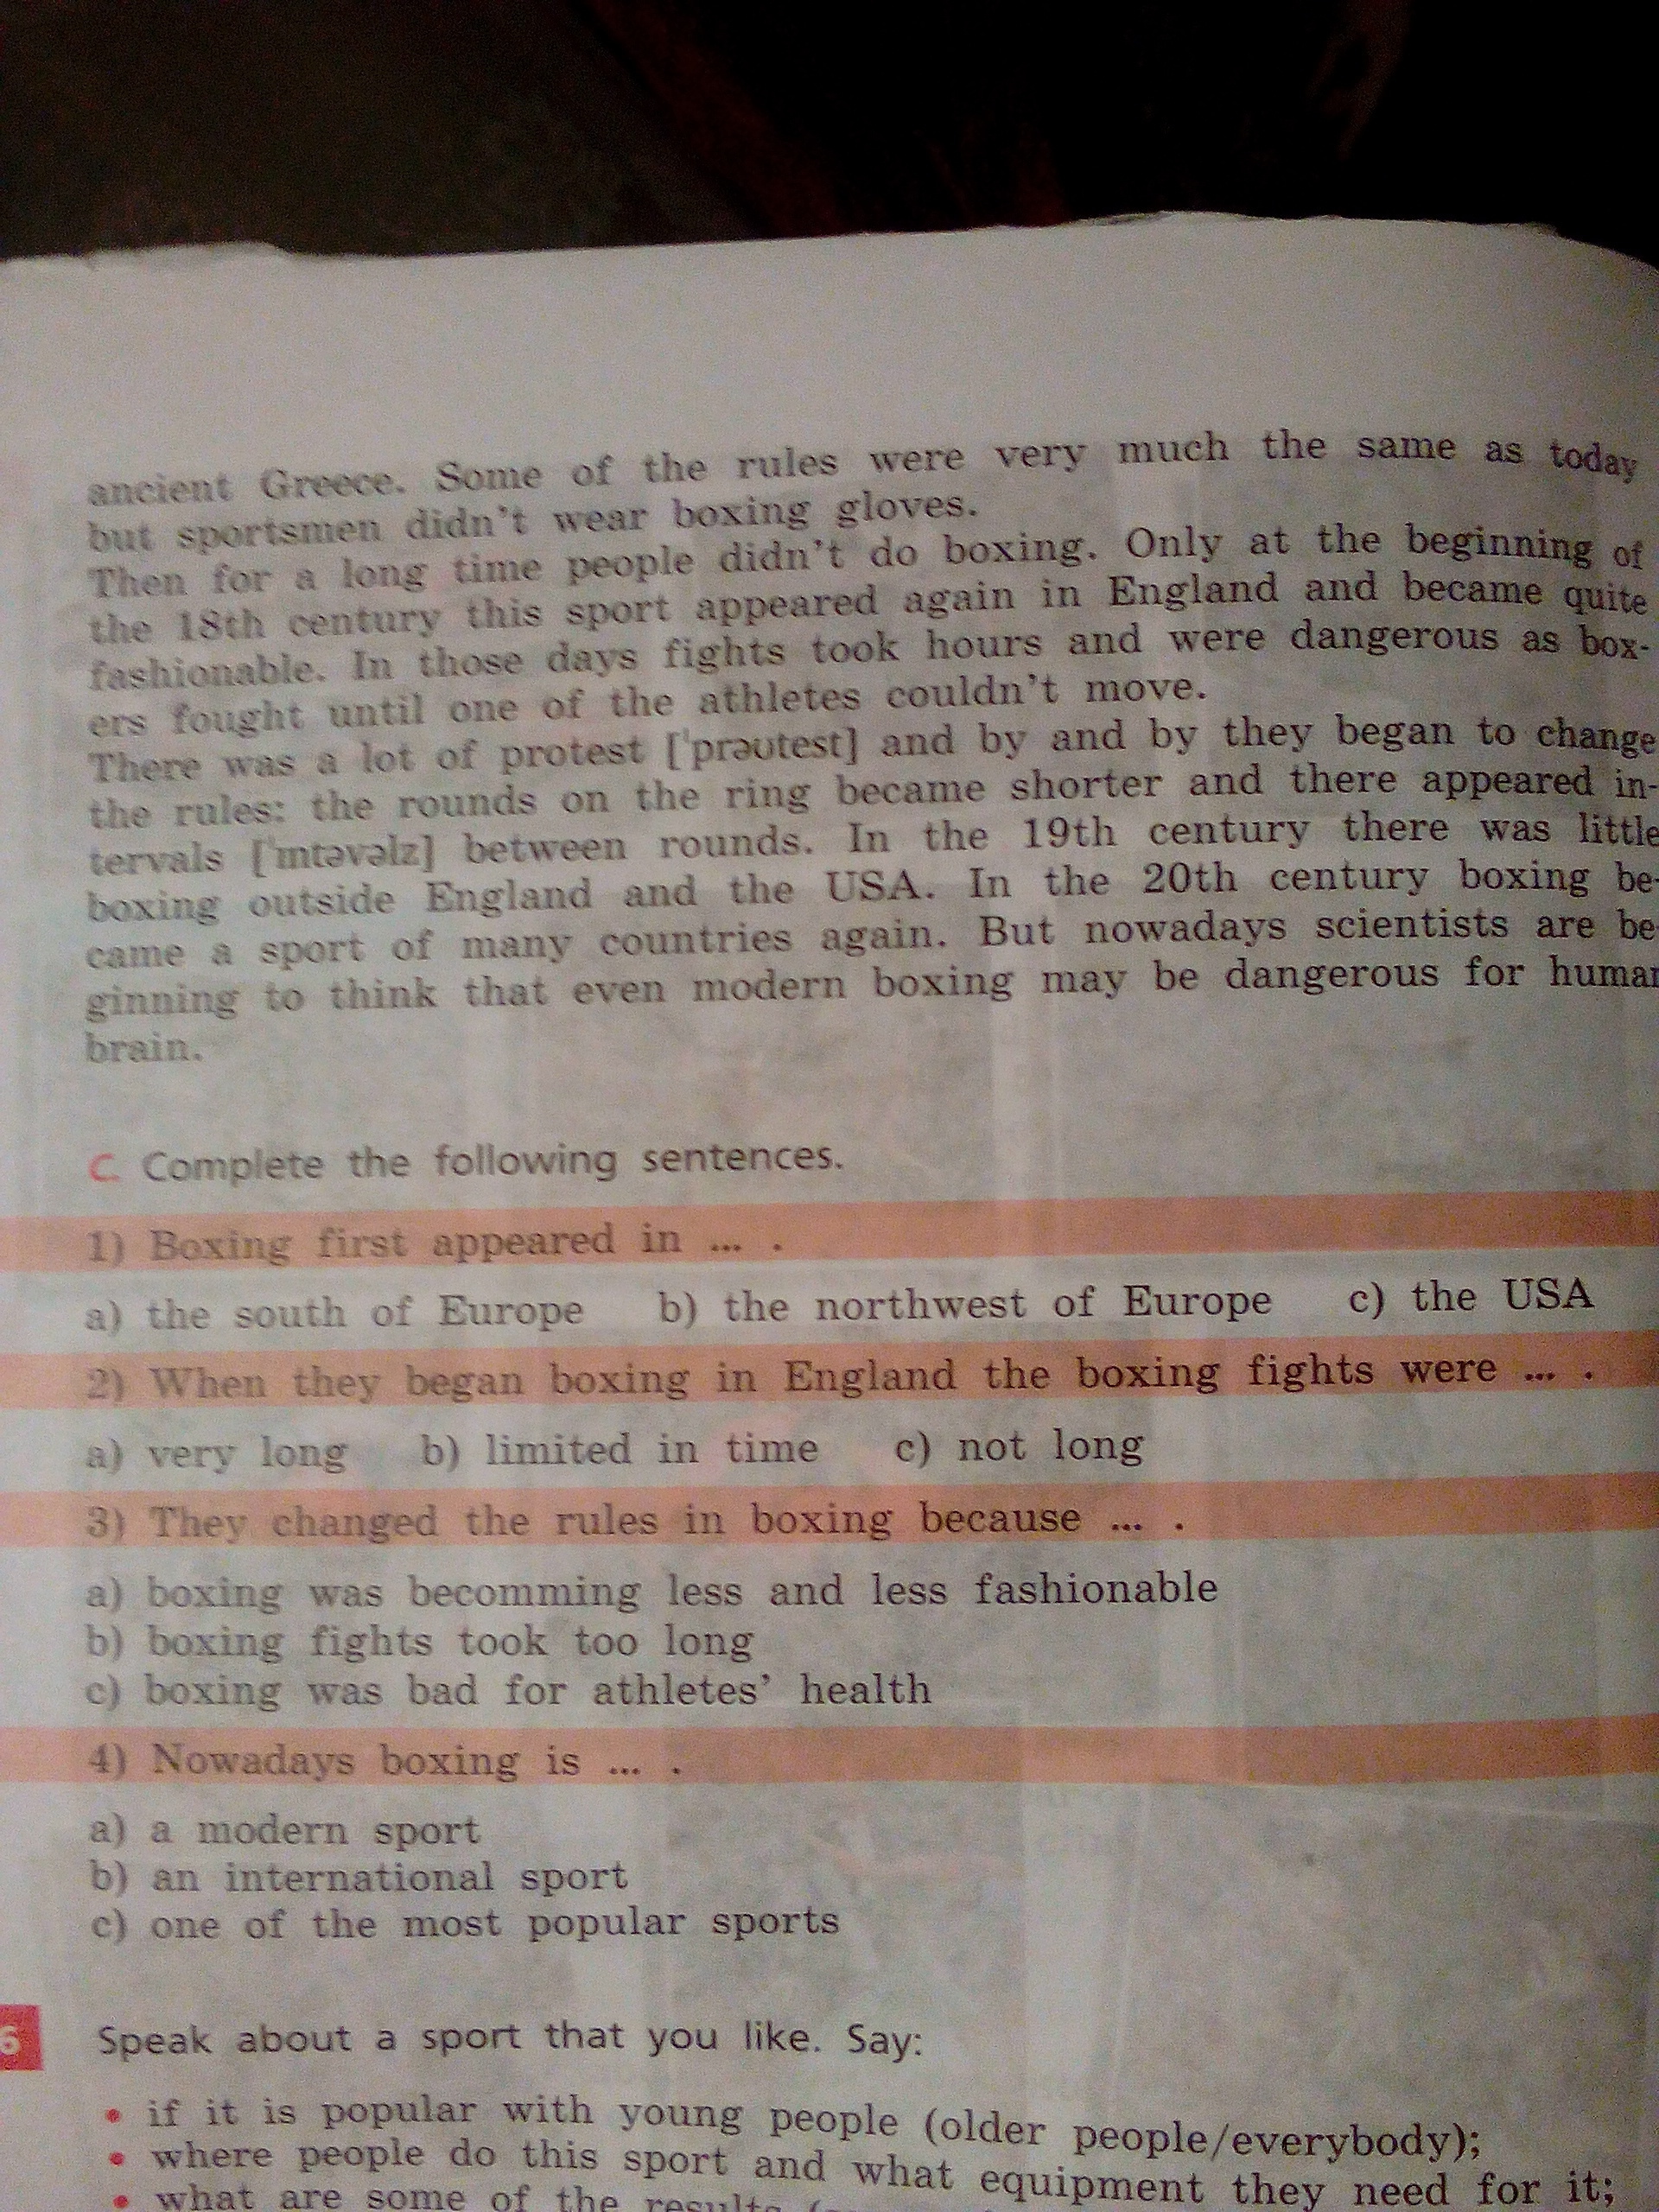 ancient Greece. Some of the rules were very much the same as today
but sportsmen didn't wear boxing gloves.
Then for a long time people didn't do boxing. Only at the beginning of
the 18th century this sport appeared again in England and became quite
fashionable. In those days fights took hours and were dangerous as box-
ers fought until one of the athletes couldn't move.
There was a lot of protest [ˈprəʊtest] and by and by they began to change
the rules: the rounds on the ring became shorter and there appeared in-
tervals [ˈɪntəvəlz] between rounds. In the 19th century there was little
boxing outside England and the USA. In the 20th century boxing be-
came a sport of many countries again. But nowadays scientists are be-
ginning to think that even modern boxing may be dangerous for human
brain.
C. Complete the following sentences.
1) Boxing first appeared in ... .
a) the south of Europe b) the northwest of Europe c) the USA
2) When they began boxing in England the boxing fights were ... .
a) very long b) limited in time c) not long
3) They changed the rules in boxing because ... .
a) boxing was becomming less and less fashionable
b) boxing fights took too long
c) boxing was bad for athletes' health
4) Nowadays boxing is ... .
a) a modern sport
b) an international sport
c) one of the most popular sports
6 Speak about a sport that you like. Say:
• if it is popular with young people (older people/everybody);
• where people do this sport and what equipment they need for it;
• what are some of the results